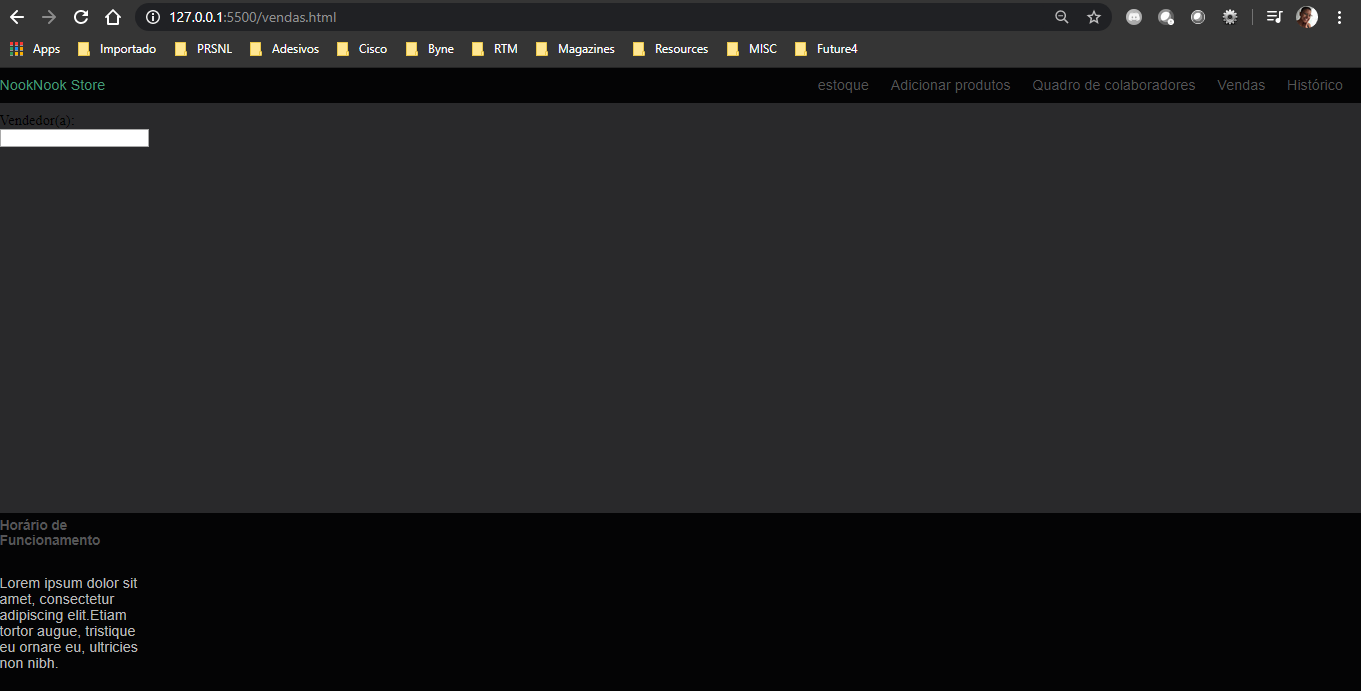 127.0.0.1:5500/vendas.html
Apps Importado PRSNL Adesivos Cisco Byne RTM Magazines Resources MISC Future4
NookNook Store estoque Adicionar produtos Quadro de colaboradores Vendas Histórico
Vendedor(a):
Horário de
Funcionamento
Lorem ipsum dolor sit
amet, consectetur
adipiscing elit.Etiam
tortor augue, tristique
eu ornare eu, ultricies
non nibh.